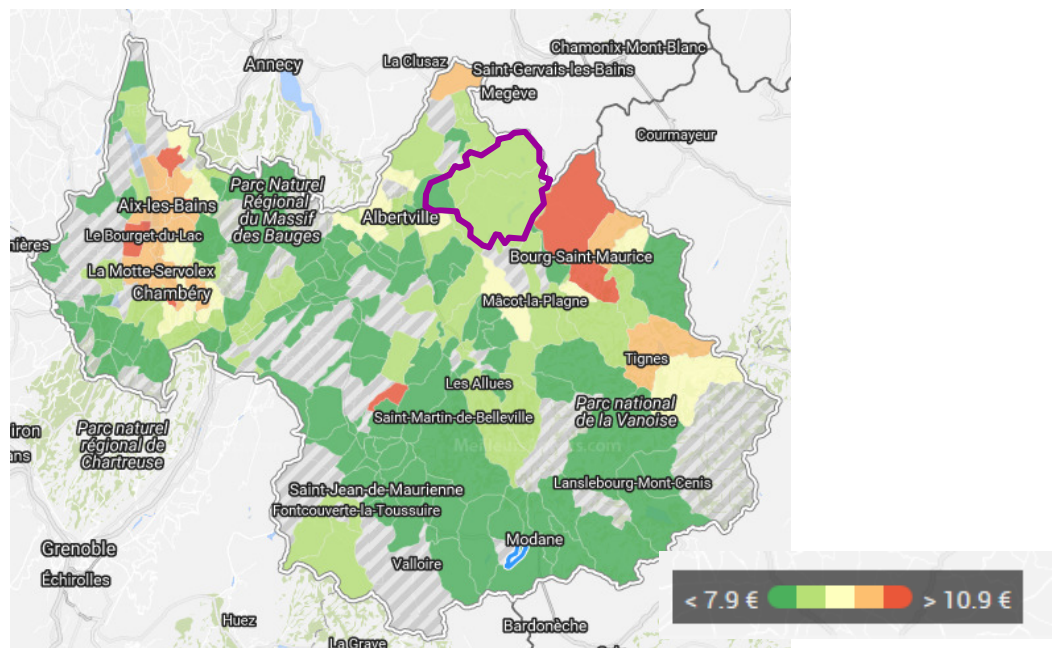 Chamonix-Mont-Blanc
La Clusaz
Annecy
Saint-Gervais-les-Bains
Megève
Courmayeur
Parc Naturel
Régional
du Massif
des Bauges
Aix-les-Bains
Albertville
Le Bourget-du-Lac
nières
Bourg-Saint-Maurice
La Motte-Servolex
Chambéry
Mâcot-la-Plagne
Tignes
Les Allues
Parc national
de la Vanoise
Saint-Martin-de-Belleville
Parc naturel
régional de
Chartreuse
iron
ans
Lanslebourg-Mont-Cenis
Saint-Jean-de-Maurienne
Fontcouverte-la-Toussuire
Modane
Grenoble
Valloire
Échirolles
< 7.9 € > 10.9 €
Huez
Bardonèche
La Grave